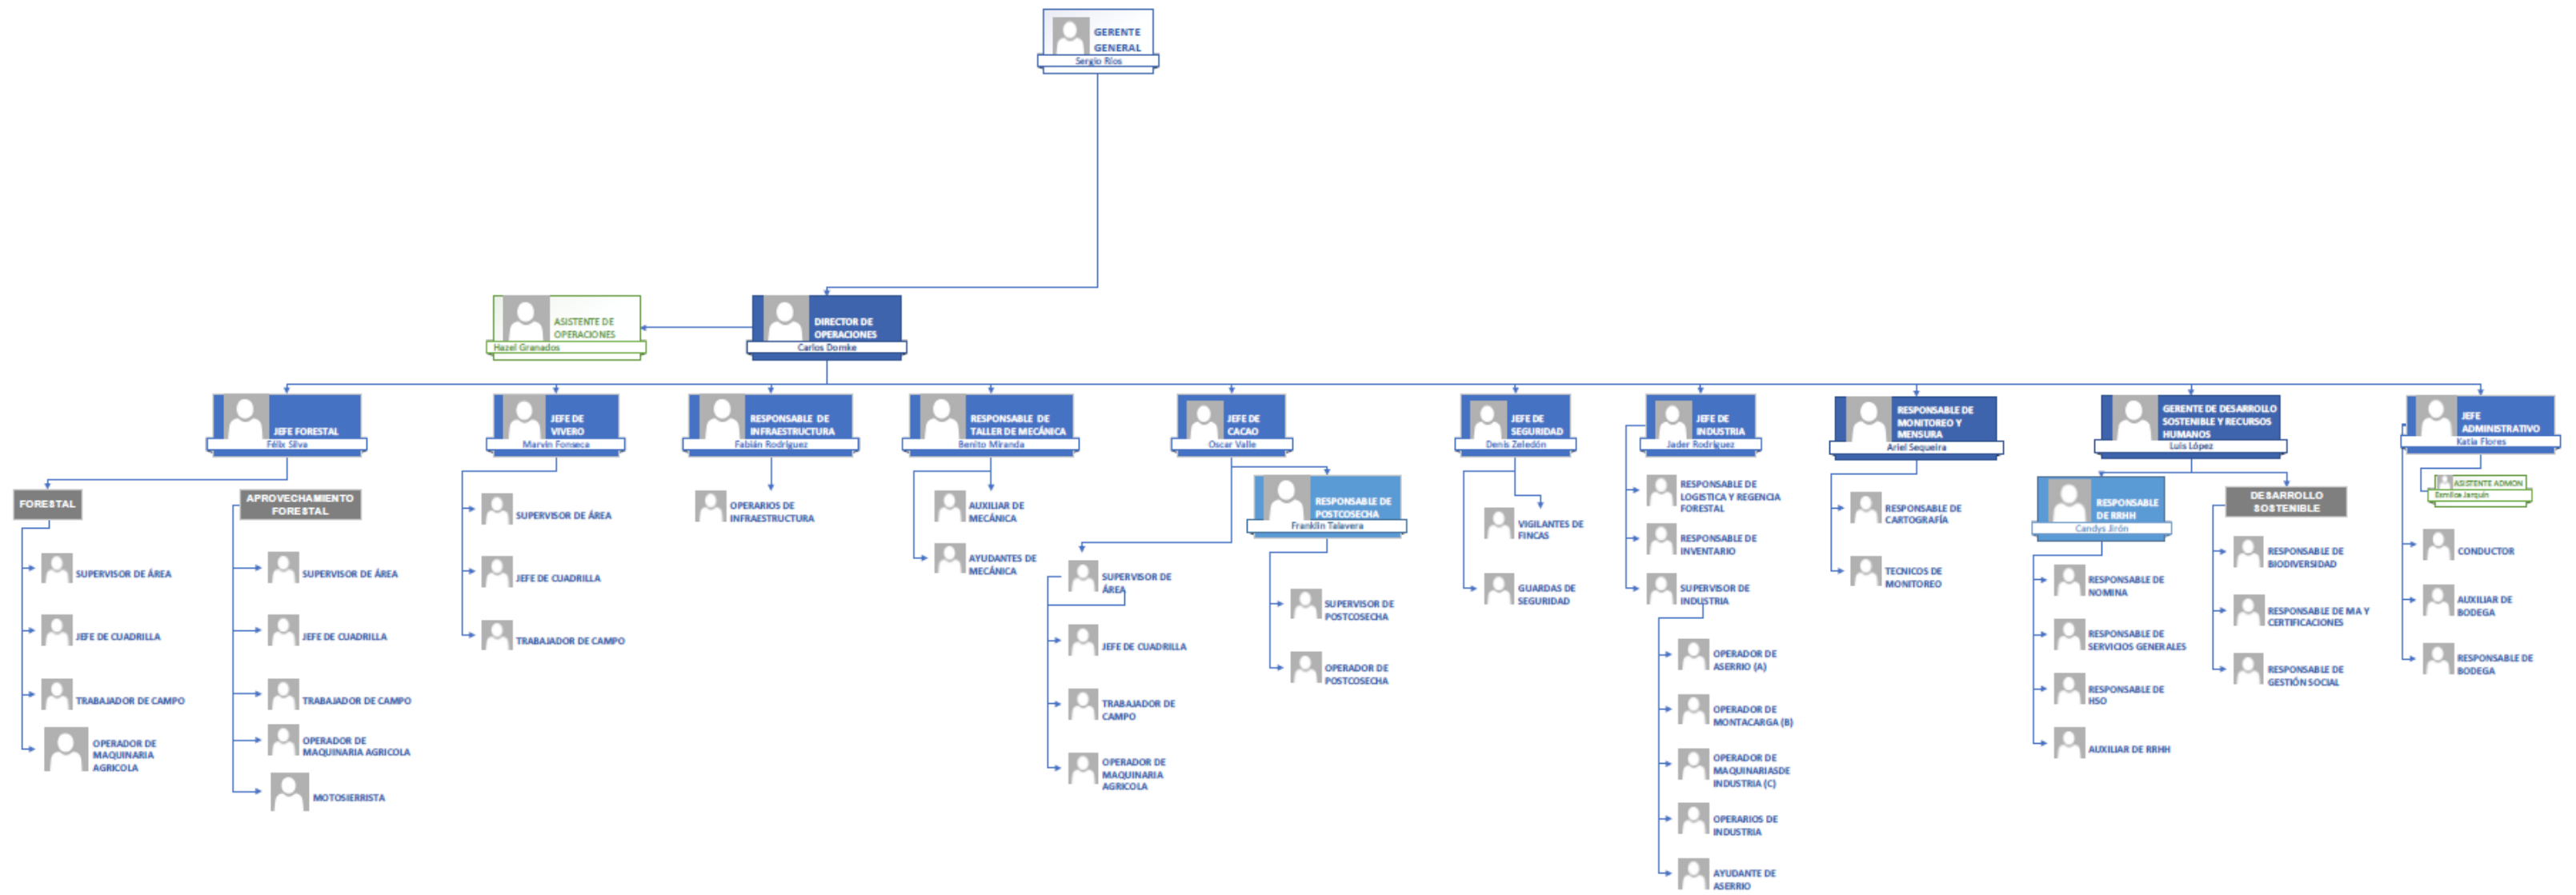 GERENTE
GENERAL
Sergio Ríos
ASISTENTE DE
OPERACIONES
Hazel Granados
DIRECTOR DE
OPERACIONES
Carlos Domke
JEFE FORESTAL
Félix Silva
JEFE DE
VIVERO
Marvin Fonseca
RESPONSABLE DE
INFRAESTRUCTURA
Fabián Rodríguez
RESPONSABLE DE
TALLER DE MECÁNICA
Benito Miranda
JEFE DE
CACAO
Oscar Valle
JEFE DE
SEGURIDAD
Denis Zeledón
JEFE DE
INDUSTRIA
Jader Rodríguez
RESPONSABLE DE
MONITOREO Y
MENSURA
Ariel Sequeira
GERENTE DE DESARROLLO
SOSTENIBLE Y RECURSOS
HUMANOS
Luis López
JEFE
ADMINISTRATIVO
Katia Flores
FORESTAL
SUPERVISOR DE ÁREA
JEFE DE CUADRILLA
TRABAJADOR DE CAMPO
OPERADOR DE
MAQUINARIA
AGRICOLA
APROVECHAMIENTO
FORESTAL
SUPERVISOR DE ÁREA
JEFE DE CUADRILLA
TRABAJADOR DE CAMPO
OPERADOR DE
MAQUINARIA AGRICOLA
MOTOSIERRISTA
SUPERVISOR DE ÁREA
JEFE DE CUADRILLA
TRABAJADOR DE CAMPO
OPERARIOS DE
INFRAESTRUCTURA
AUXILIAR DE
MECÁNICA
AYUDANTES DE
MECÁNICA
SUPERVISOR DE
ÁREA
JEFE DE CUADRILLA
TRABAJADOR DE
CAMPO
OPERADOR DE
MAQUINARIA
AGRICOLA
RESPONSABLE DE
POSTCOSECHA
Franklin Talavera
SUPERVISOR DE
POSTCOSECHA
OPERADOR DE
POSTCOSECHA
VIGILANTES DE
FINCAS
GUARDAS DE
SEGURIDAD
RESPONSABLE DE
LOGISTICA Y REGENCIA
FORESTAL
RESPONSABLE DE
INVENTARIO
SUPERVISOR DE
INDUSTRIA
OPERADOR DE
ASERRIO (A)
OPERADOR DE
MONTACARGA (B)
OPERADOR DE
MAQUINARIASDE
INDUSTRIA (C)
OPERARIOS DE
INDUSTRIA
AYUDANTE DE
ASERRIO
RESPONSABLE DE
CARTOGRAFÍA
TECNICOS DE
MONITOREO
RESPONSABLE
DE RRHH
Candys Jirón
RESPONSABLE DE
NOMINA
RESPONSABLE DE
SERVICIOS GENERALES
RESPONSABLE DE
HSO
AUXILIAR DE RRHH
DESARROLLO
SOSTENIBLE
RESPONSABLE DE
BIODIVERSIDAD
RESPONSABLE DE MA Y
CERTIFICACIONES
RESPONSABLE DE
GESTIÓN SOCIAL
ASISTENTE ADMON
Jarquín
CONDUCTOR
AUXILIAR DE
BODEGA
RESPONSABLE DE
BODEGA